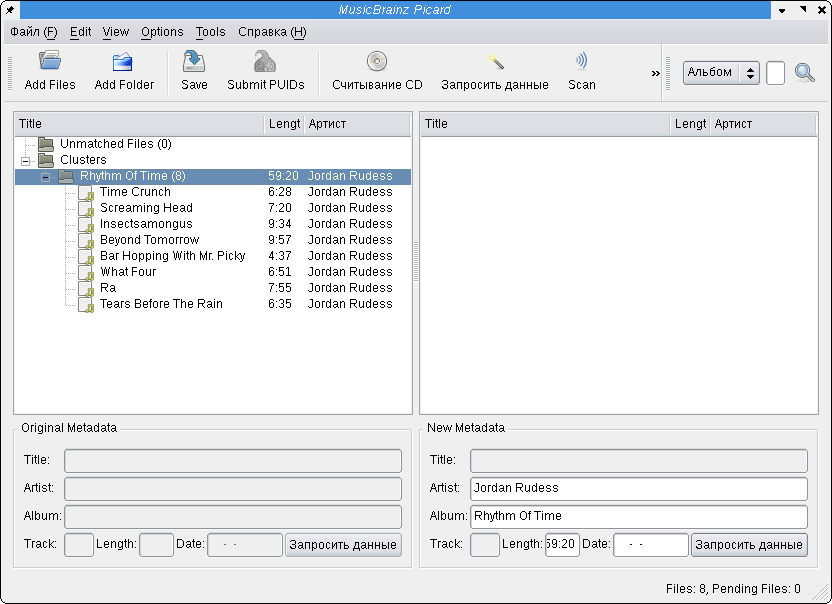 MusicBrainz Picard
Файл (F) Edit View Options Tools Справка (H)
Add Files Add Folder Save Submit PUIDs Считывание CD Запросить данные Scan » Альбом
Title Lengt Артист Title Lengt Артист
Unmatched Files (0)
Clusters
Rhythm Of Time (8) 59:20 Jordan Rudess
Time Crunch 6:28 Jordan Rudess
Screaming Head 7:20 Jordan Rudess
Insectsamongus 9:34 Jordan Rudess
Beyond Tomorrow 9:57 Jordan Rudess
Bar Hopping With Mr. Picky 4:37 Jordan Rudess
What Four 6:51 Jordan Rudess
Ra 7:55 Jordan Rudess
Tears Before The Rain 6:35 Jordan Rudess
Original Metadata
Title:
Artist:
Album:
Track: Length: Date: - - Запросить данные
New Metadata
Title:
Artist: Jordan Rudess
Album: Rhythm Of Time
Track: Length: 59:20 Date: - - Запросить данные
Files: 8, Pending Files: 0